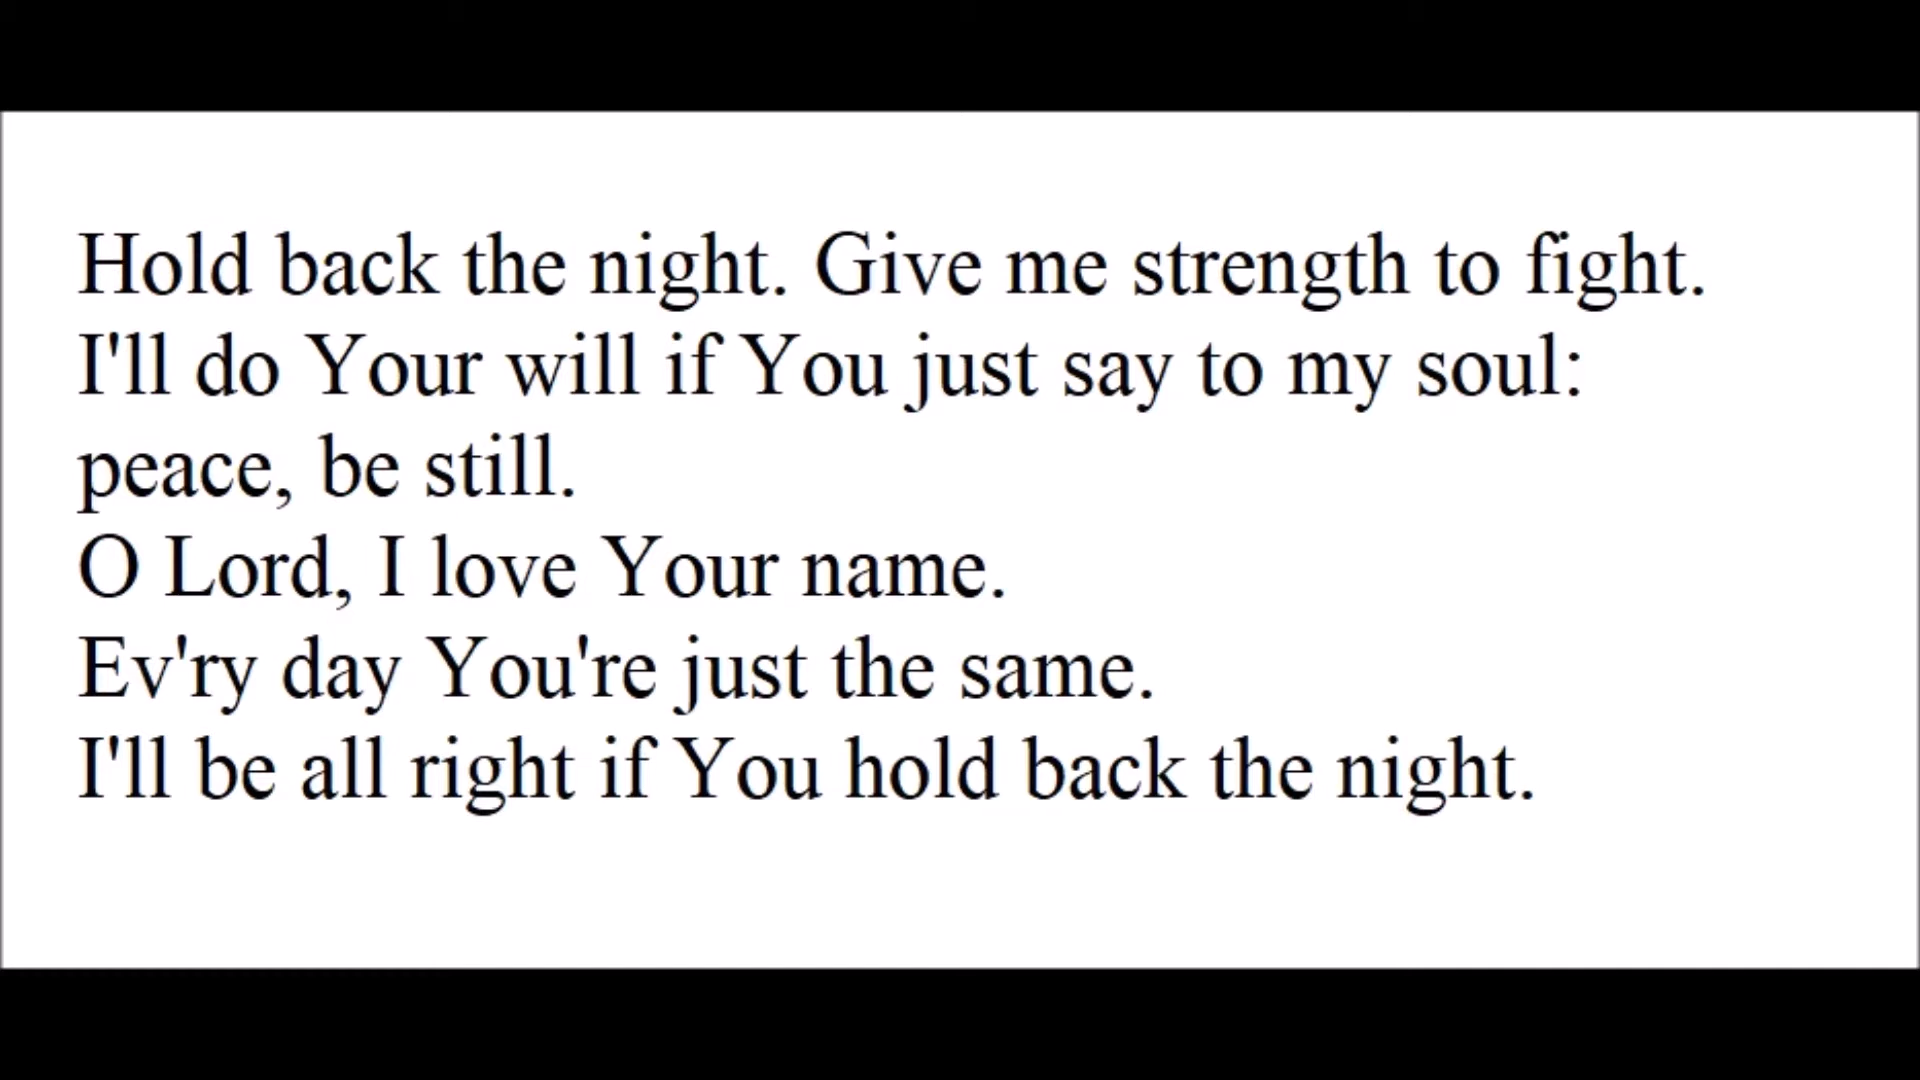 Hold back the night. Give me strength to fight.
I'll do Your will if You just say to my soul:
peace, be still.
O Lord, I love Your name.
Ev'ry day You're just the same.
I'll be all right if You hold back the night.